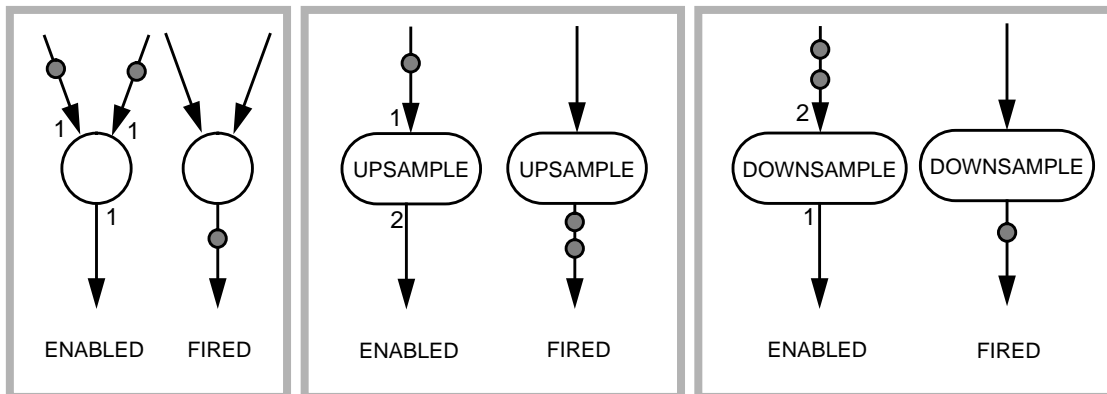 1
1
1
ENABLED
FIRED
1
UPSAMPLE
UPSAMPLE
2
ENABLED
FIRED
2
DOWNSAMPLE
DOWNSAMPLE
1
ENABLED
FIRED